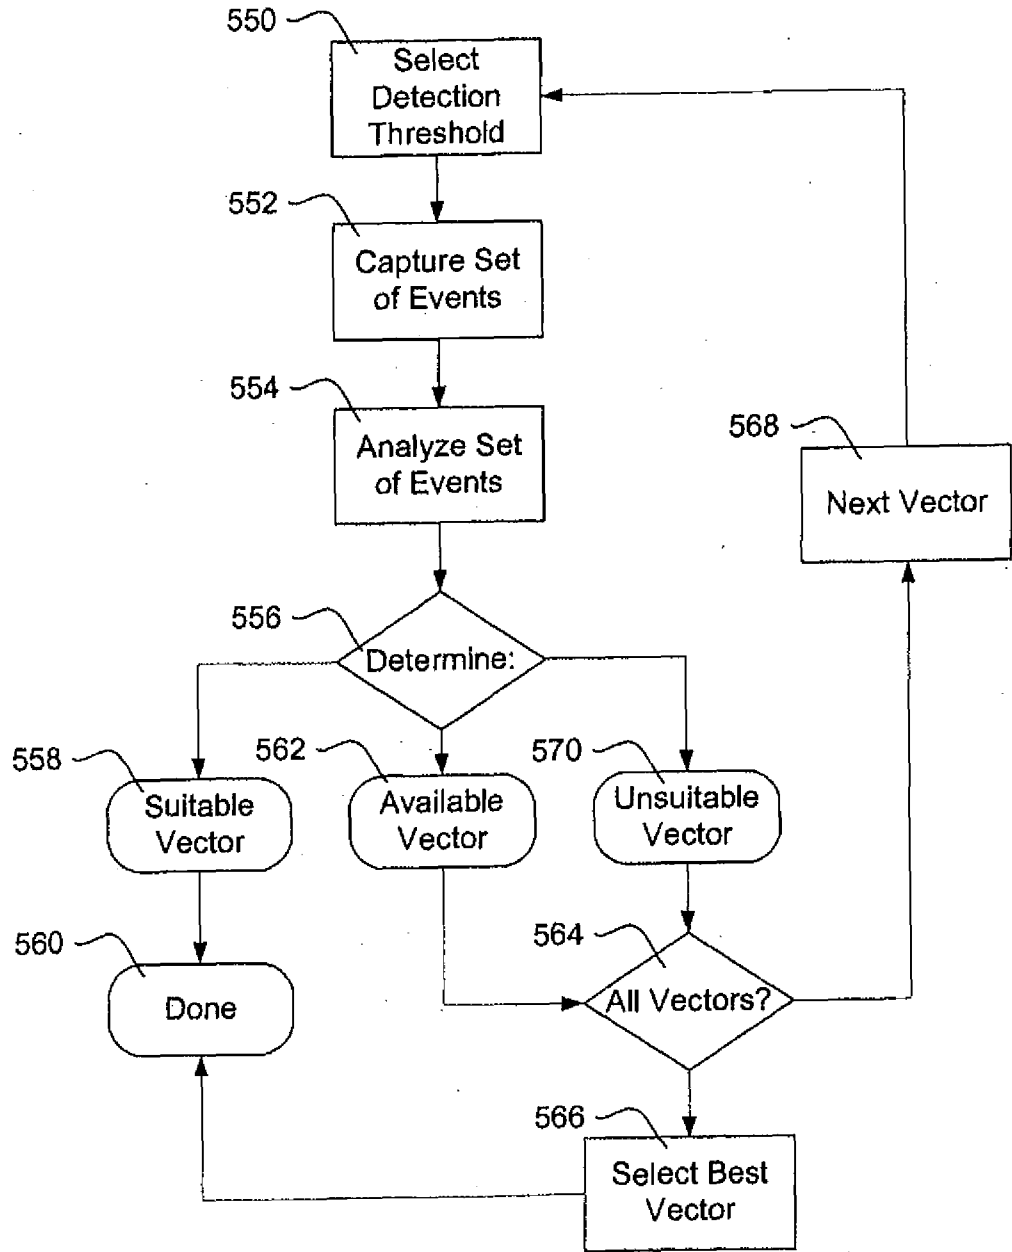 550
Select
Detection
Threshold
552
Capture Set
of Events
554
Analyze Set
of Events
568
Next Vector
556
Determine:
558
Suitable
Vector
562
Available
Vector
570
Unsuitable
Vector
560
Done
564
All Vectors?
566
Select Best
Vector